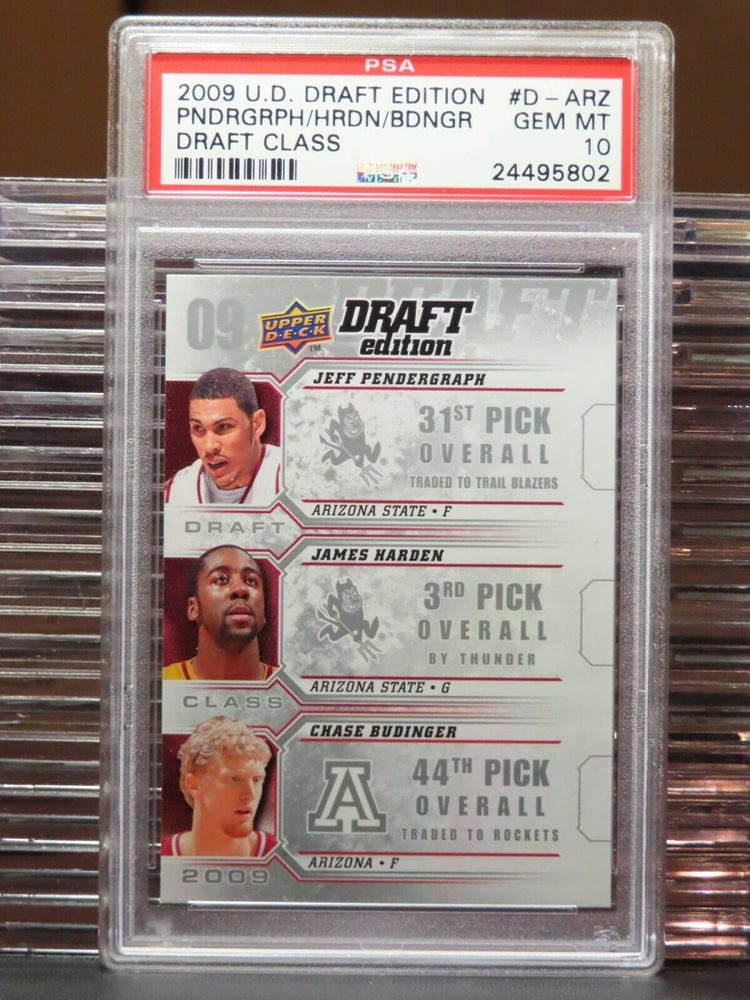 PSA
2009 U.D. DRAFT EDITION #D-ARZ
PNDRGRPH/HRDN/BDNGR GEM MT
DRAFT CLASS 10
24495802
09 UPPER DECK TM DRAFT edition
JEFF PENDERGRAPH
31ST PICK
OVERALL
TRADED TO TRAIL BLAZERS
ARIZONA STATE • F
DRAFT
JAMES HARDEN
3RD PICK
OVERALL
BY THUNDER
ARIZONA STATE • G
CLASS
CHASE BUDINGER
44TH PICK
A
OVERALL
TRADED TO ROCKETS
ARIZONA • F
2009